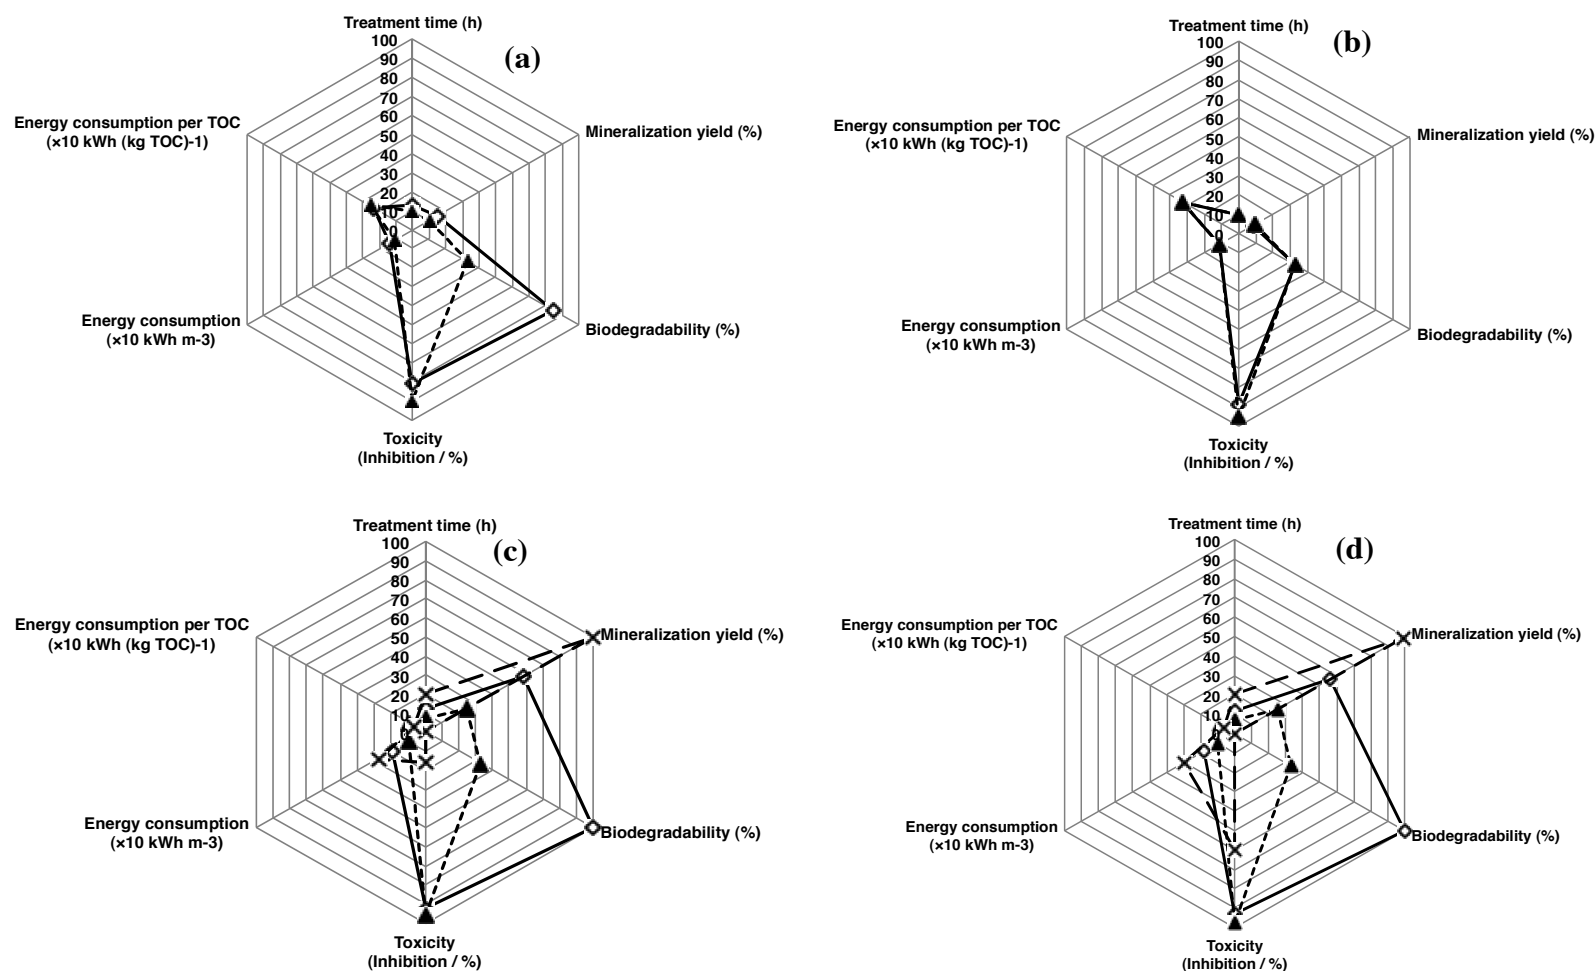 Treatment time (h)
(a)
100
90
80
70
60
50
40
30
20
10
0
Mineralization yield (%)
Biodegradability (%)
Toxicity
(Inhibition / %)
Energy consumption
(×10 kWh m-3)
Energy consumption per TOC
(×10 kWh (kg TOC)-1)
Treatment time (h)
(b)
100
90
80
70
60
50
40
30
20
10
0
Mineralization yield (%)
Biodegradability (%)
Toxicity
(Inhibition / %)
Energy consumption
(×10 kWh m-3)
Energy consumption per TOC
(×10 kWh (kg TOC)-1)
Treatment time (h)
(c)
100
90
80
70
60
50
40
30
20
10
0
Mineralization yield (%)
Biodegradability (%)
Toxicity
(Inhibition / %)
Energy consumption
(×10 kWh m-3)
Energy consumption per TOC
(×10 kWh (kg TOC)-1)
Treatment time (h)
(d)
100
90
80
70
60
50
40
30
20
10
0
Mineralization yield (%)
Biodegradability (%)
Toxicity
(Inhibition / %)
Energy consumption
(×10 kWh m-3)
Energy consumption per TOC
(×10 kWh (kg TOC)-1)